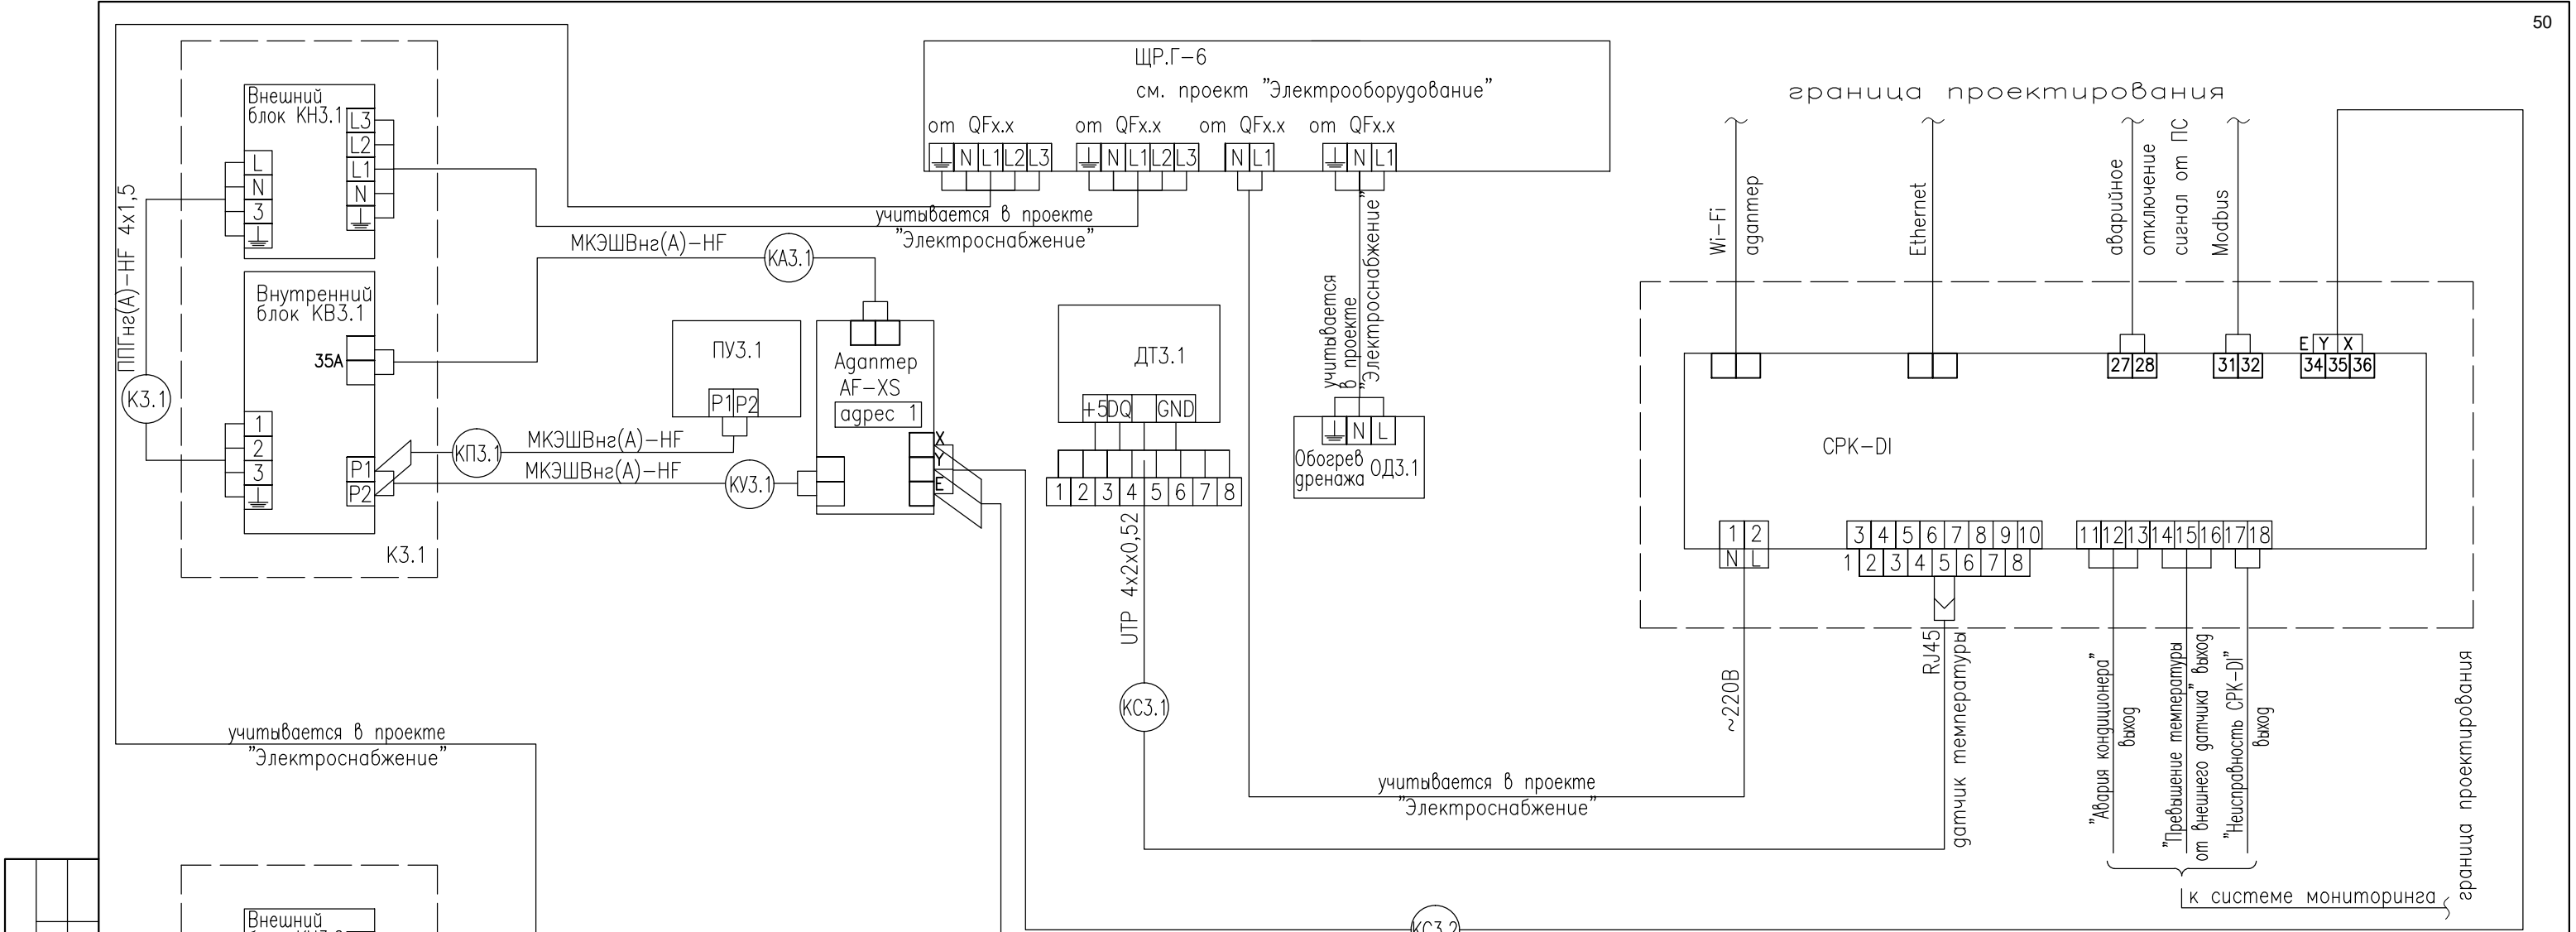 50
ЩР.Г-6
см. проект "Электрооборудование"
от QFx.x
от QFx.x
от QFx.x
от QFx.x
N L1 L2 L3
N L1 L2 L3
N L1
N L1
граница проектирования
Внешний
блок КН3.1
L3
L2
L1
N
L
N
3
ППГнг(А)-HF 4x1,5
К3.1
Внутренний
блок КВ3.1
35А
1
2
3
P1
P2
К3.1
учитывается в проекте
"Электроснабжение"
МКЭШВнг(А)-HF
КА3.1
ПУ3.1
P1 P2
КП3.1
МКЭШВнг(А)-HF
МКЭШВнг(А)-HF
КУ3.1
Адаптер
AF-XS
адрес 1
X
Y
E
ДТ3.1
+5 DQ GND
1 2 3 4 5 6 7 8
UTP 4x2x0,52
КС3.1
учитывается
в проекте
"Электроснабжение"
N L
Обогрев
дренажа
ОД3.1
Wi-Fi
адаптер
Ethernet
аварийное
отключение
сигнал от ПС
Modbus
E Y X
27 28
31 32
34 35 36
CPK-DI
1 2
N L
3 4 5 6 7 8 9 10
1 2 3 4 5 6 7 8
11 12 13 14 15 16 17 18
~220В
RJ45
датчик температуры
"Авария кондиционера"
выход
"Превышение температуры
от внешнего датчика" выход
"Неисправность CPK-DI"
выход
граница проектирования
учитывается в проекте
"Электроснабжение"
учитывается в проекте
"Электроснабжение"
к системе мониторинга
КС3.2
Внешний